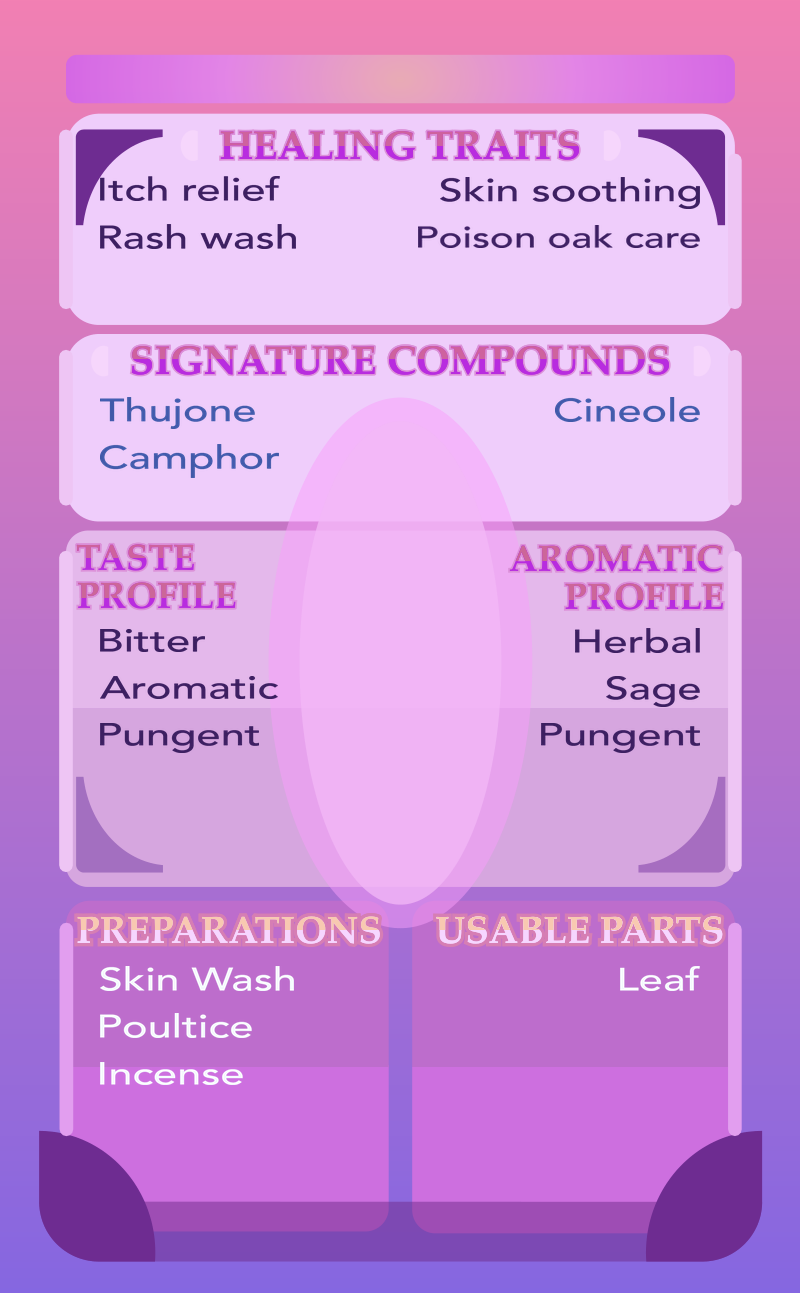 HEALING TRAITS
Itch relief
Skin soothing
Rash wash
Poison oak care
SIGNATURE COMPOUNDS
Thujone
Cineole
Camphor
TASTE
PROFILE
Bitter
Aromatic
Pungent
AROMATIC
PROFILE
Herbal
Sage
Pungent
PREPARATIONS
Skin Wash
Poultice
Incense
USABLE PARTS
Leaf